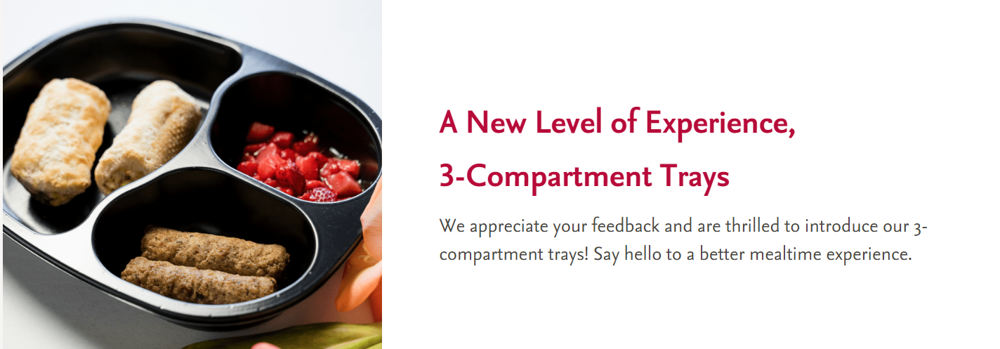 A New Level of Experience,
3-Compartment Trays
We appreciate your feedback and are thrilled to introduce our 3-
compartment trays! Say hello to a better mealtime experience.